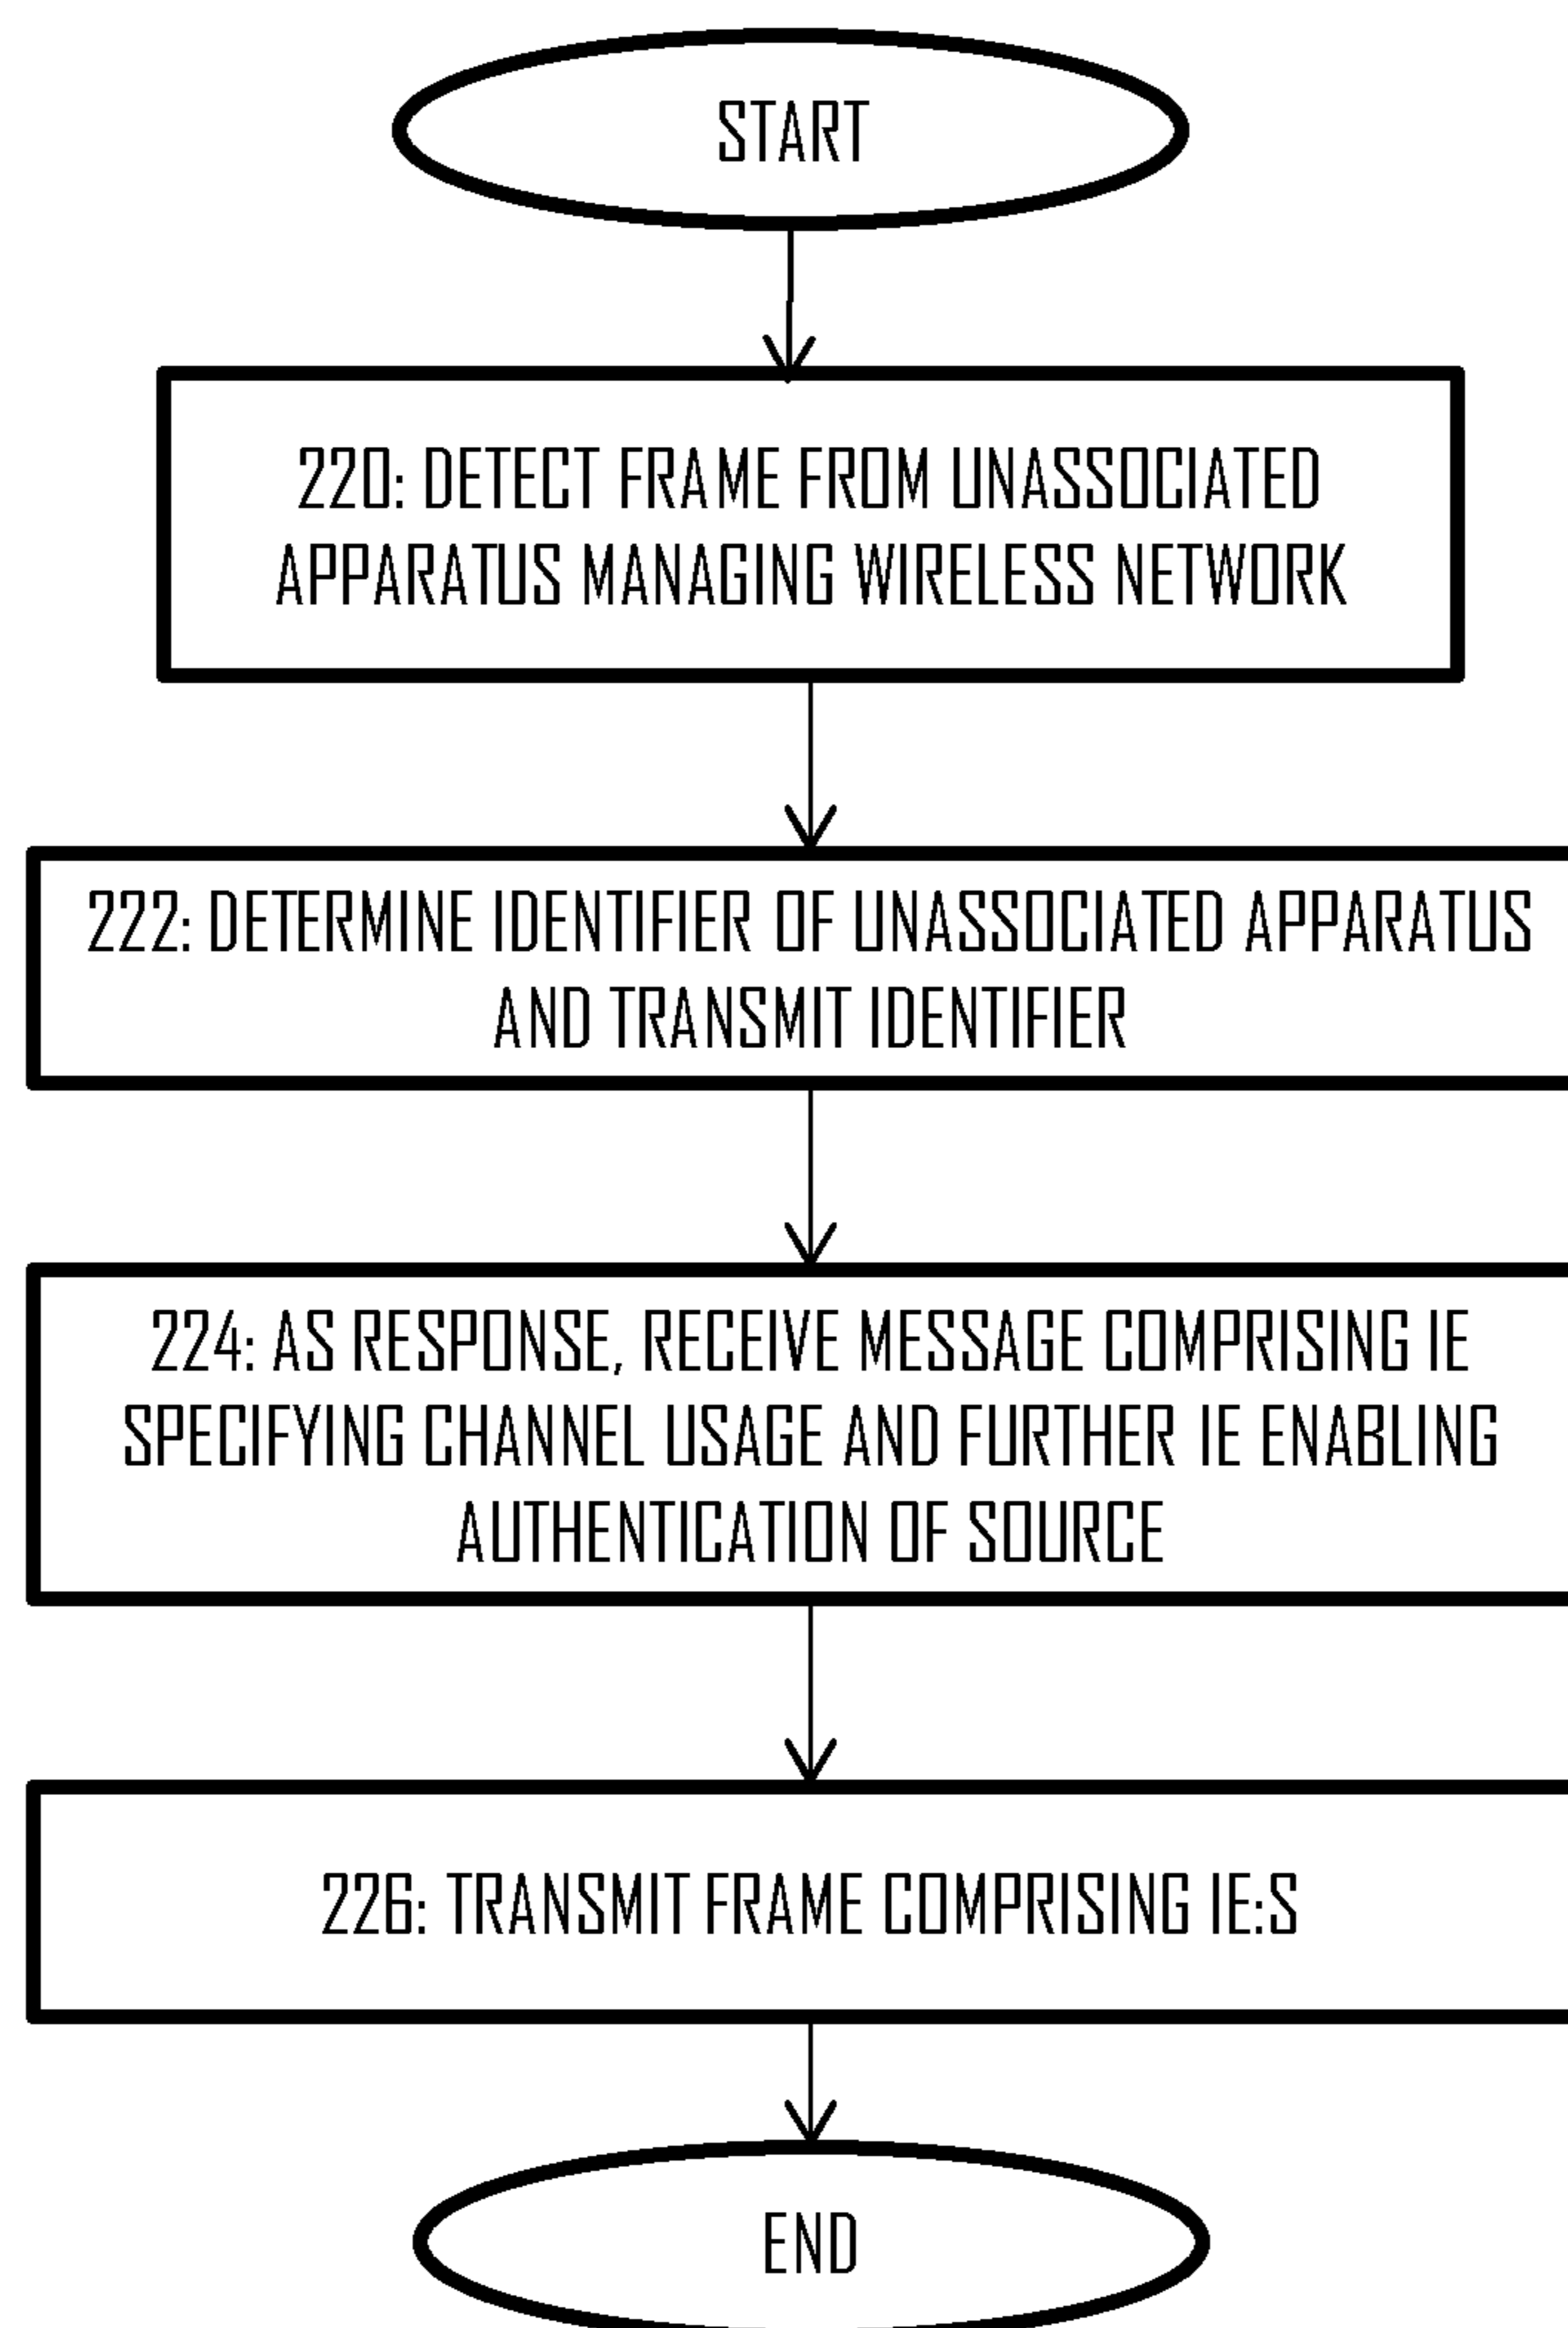 START
220: DETECT FRAME FROM UNASSOCIATED
APPARATUS MANAGING WIRELESS NETWORK
222: DETERMINE IDENTIFIER OF UNASSOCIATED APPARATUS
AND TRANSMIT IDENTIFIER
224: AS RESPONSE, RECEIVE MESSAGE COMPRISING IE
SPECIFYING CHANNEL USAGE AND FURTHER IE ENABLING
AUTHENTICATION OF SOURCE
226: TRANSMIT FRAME COMPRISING IE:S
END